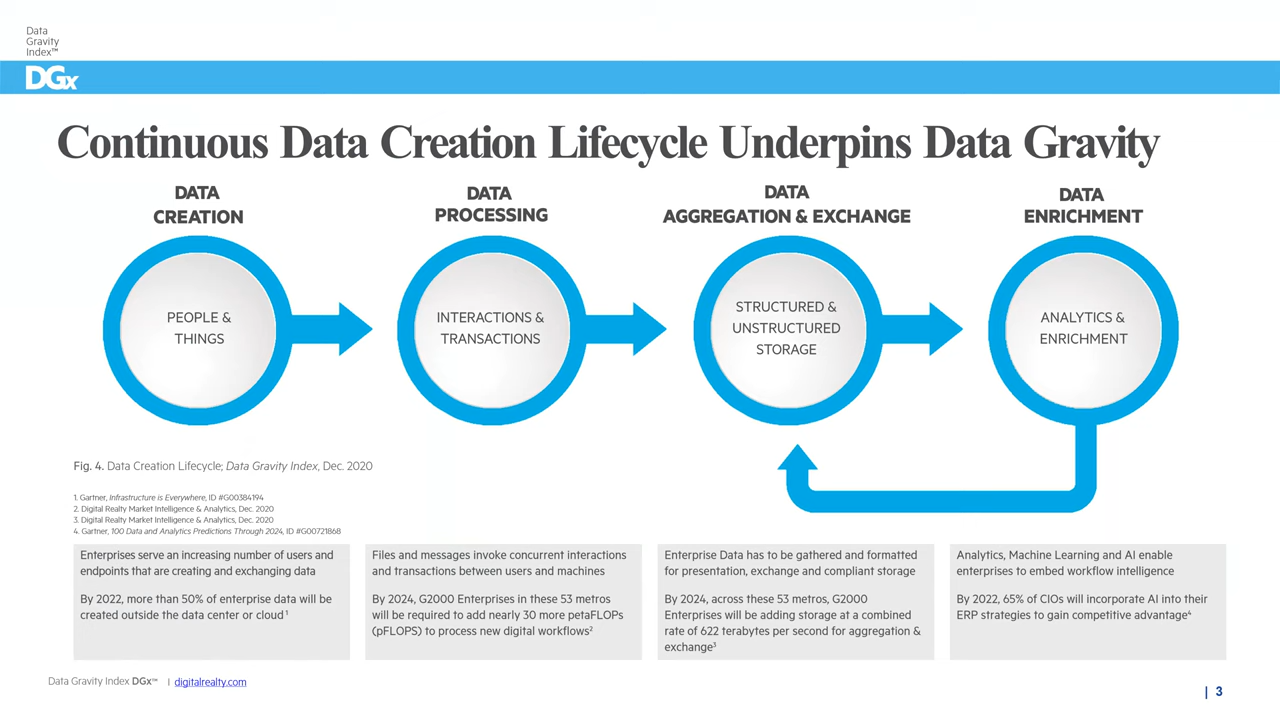 Data
Gravity
Index™
DGx
Continuous Data Creation Lifecycle Underpins Data Gravity
DATA
CREATION
DATA
PROCESSING
DATA
AGGREGATION & EXCHANGE
DATA
ENRICHMENT
PEOPLE &
THINGS
INTERACTIONS &
TRANSACTIONS
STRUCTURED &
UNSTRUCTURED
STORAGE
ANALYTICS &
ENRICHMENT
Fig. 4. Data Creation Lifecycle; Data Gravity Index, Dec. 2020
1. Gartner, Infrastructure is Everywhere, ID #G00384194
2. Digital Realty Market Intelligence & Analytics, Dec. 2020
3. Digital Realty Market Intelligence & Analytics, Dec. 2020
4. Gartner, 100 Data and Analytics Predictions Through 2024, ID #G00721868
Enterprises serve an increasing number of users and
endpoints that are creating and exchanging data
By 2022, more than 50% of enterprise data will be
created outside the data center or cloud¹
Files and messages invoke concurrent interactions
and transactions between users and machines
By 2024, G2000 Enterprises in these 53 metros
will be required to add nearly 30 more petaFLOPs
(pFLOPS) to process new digital workflows²
Enterprise Data has to be gathered and formatted
for presentation, exchange and compliant storage
By 2024, across these 53 metros, G2000
Enterprises will be adding storage at a combined
rate of 622 terabytes per second for aggregation &
exchange³
Analytics, Machine Learning and AI enable
enterprises to embed workflow intelligence
By 2022, 65% of CIOs will incorporate AI into their
ERP strategies to gain competitive advantage⁴
Data Gravity Index DGx™ | digitalrealty.com
| 3